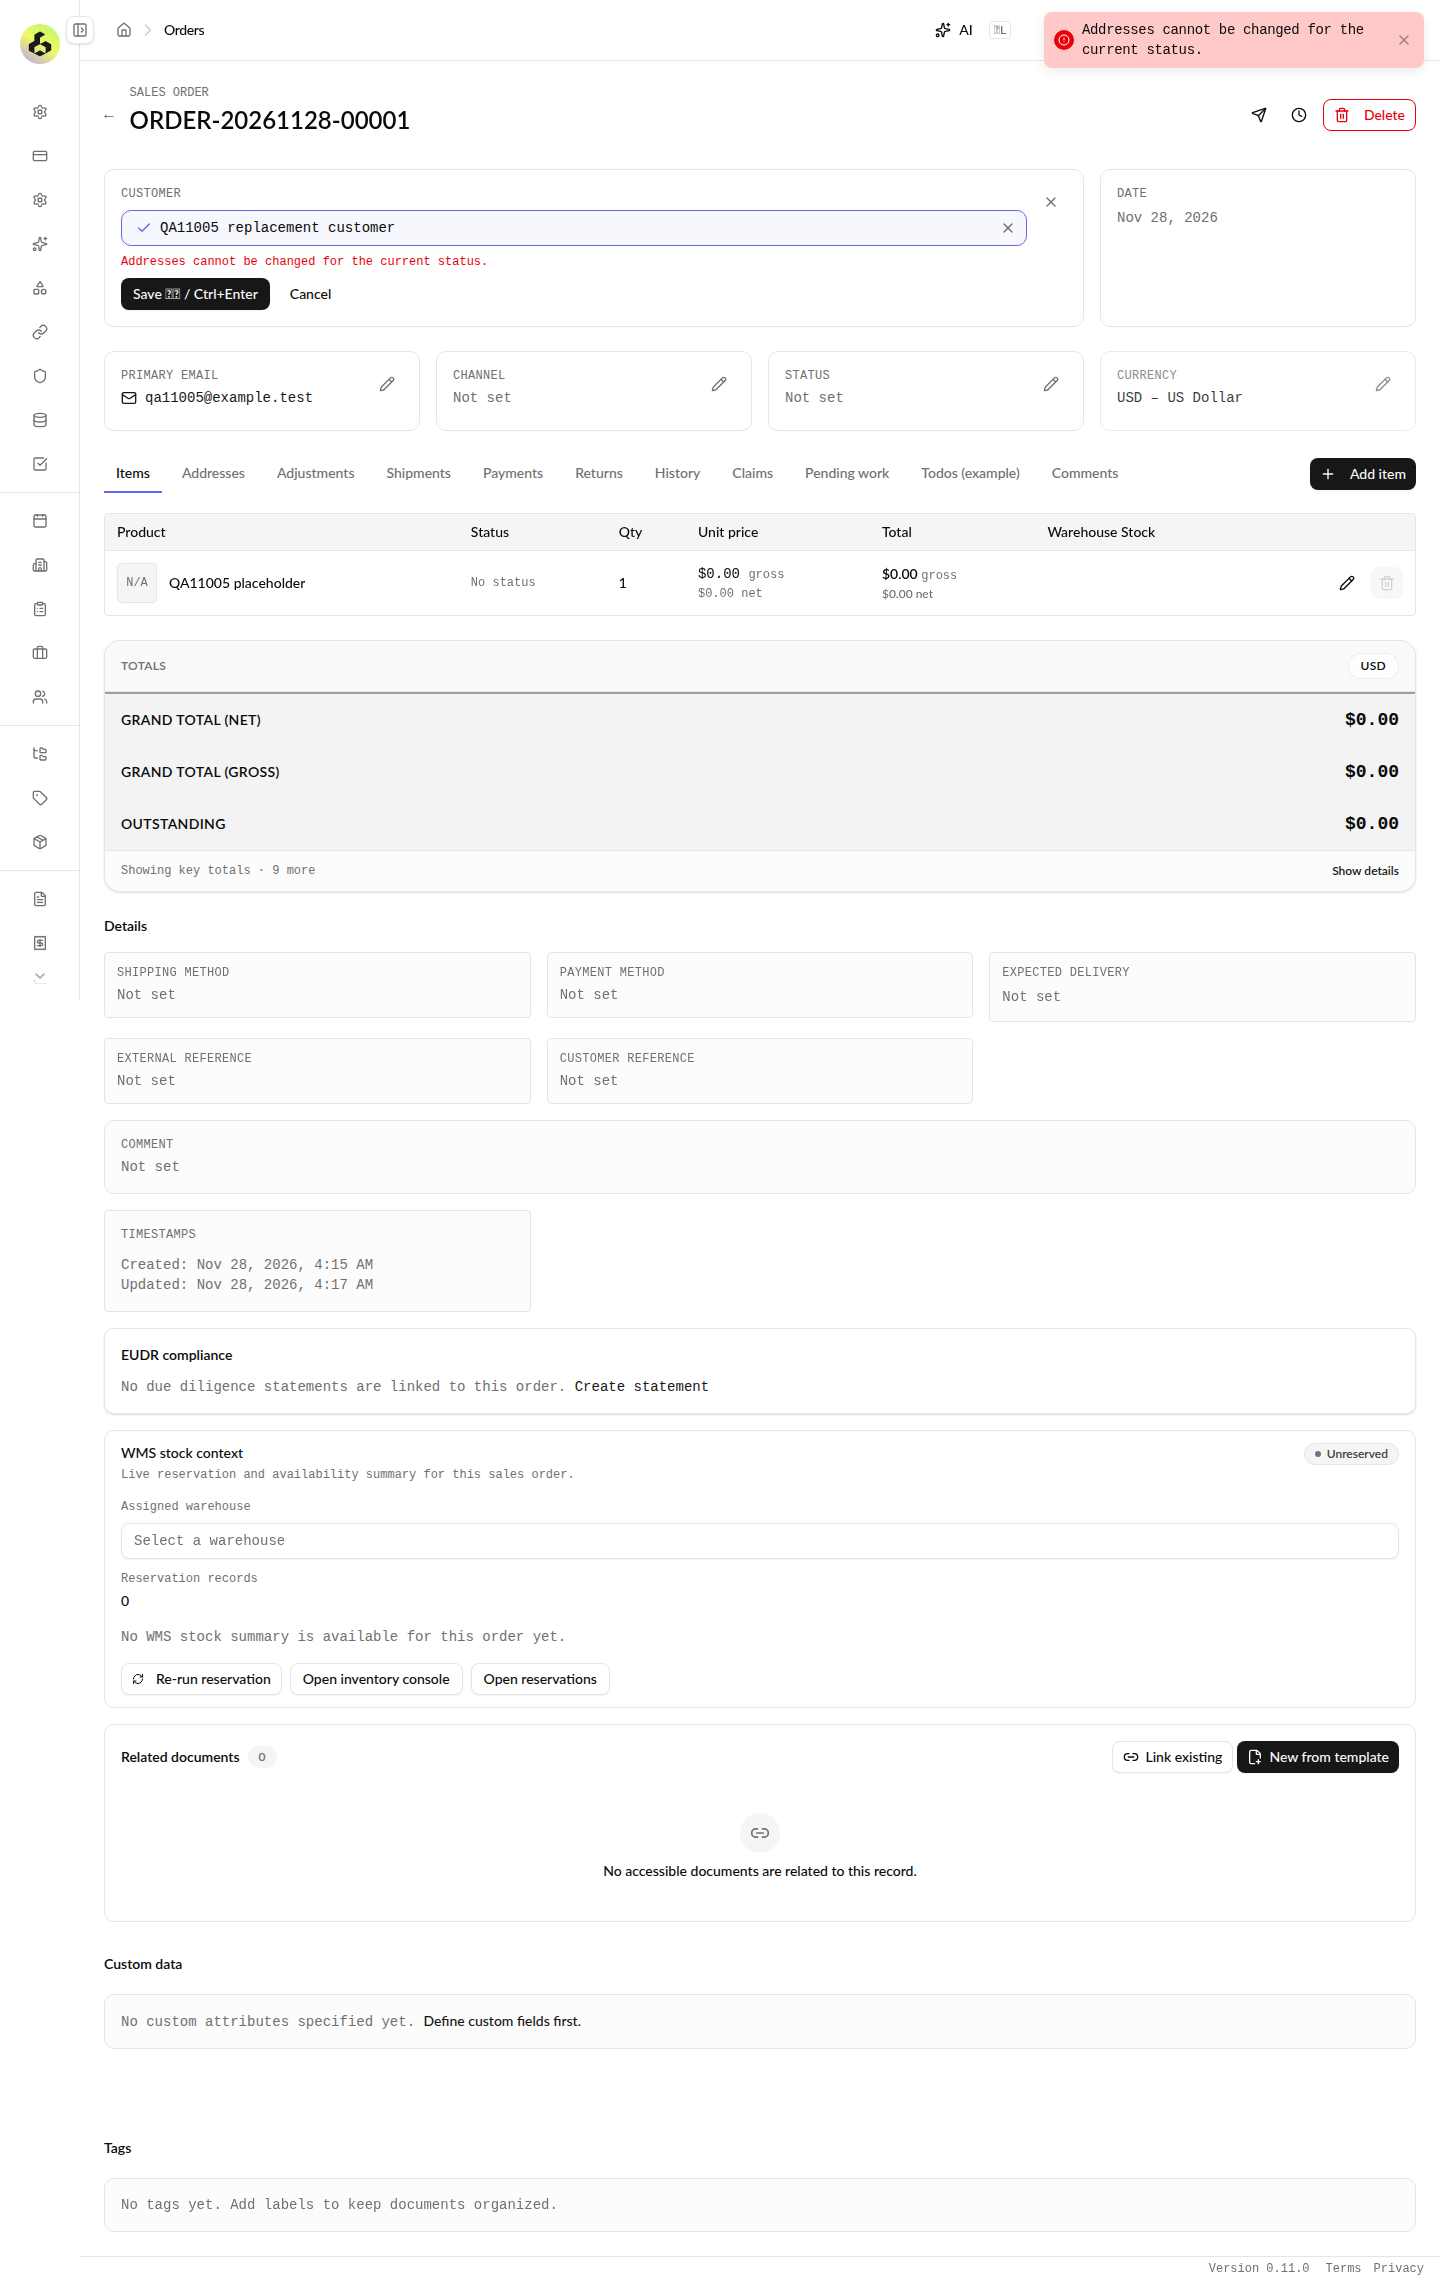 Orders
AI
L
Addresses cannot be changed for the
current status.
SALES ORDER
← ORDER-20261128-00001
Delete
CUSTOMER
QA11005 replacement customer
Addresses cannot be changed for the current status.
Save / Ctrl+Enter
Cancel
DATE
Nov 28, 2026
PRIMARY EMAIL
qa11005@example.test
CHANNEL
Not set
STATUS
Not set
CURRENCY
USD – US Dollar
Items
Addresses
Adjustments
Shipments
Payments
Returns
History
Claims
Pending work
Todos (example)
Comments
Add item
Product Status Qty Unit price Total Warehouse Stock
N/A QA11005 placeholder No status 1 $0.00 gross $0.00 gross
$0.00 net $0.00 net
TOTALS USD
GRAND TOTAL (NET) $0.00
GRAND TOTAL (GROSS) $0.00
OUTSTANDING $0.00
Showing key totals · 9 more Show details
Details
SHIPPING METHOD
Not set
PAYMENT METHOD
Not set
EXPECTED DELIVERY
Not set
EXTERNAL REFERENCE
Not set
CUSTOMER REFERENCE
Not set
COMMENT
Not set
TIMESTAMPS
Created: Nov 28, 2026, 4:15 AM
Updated: Nov 28, 2026, 4:17 AM
EUDR compliance
No due diligence statements are linked to this order. Create statement
WMS stock context Unreserved
Live reservation and availability summary for this sales order.
Assigned warehouse
Select a warehouse
Reservation records
0
No WMS stock summary is available for this order yet.
Re-run reservation
Open inventory console
Open reservations
Related documents 0
Link existing
New from template
No accessible documents are related to this record.
Custom data
No custom attributes specified yet. Define custom fields first.
Tags
No tags yet. Add labels to keep documents organized.
Version 0.11.0 Terms Privacy